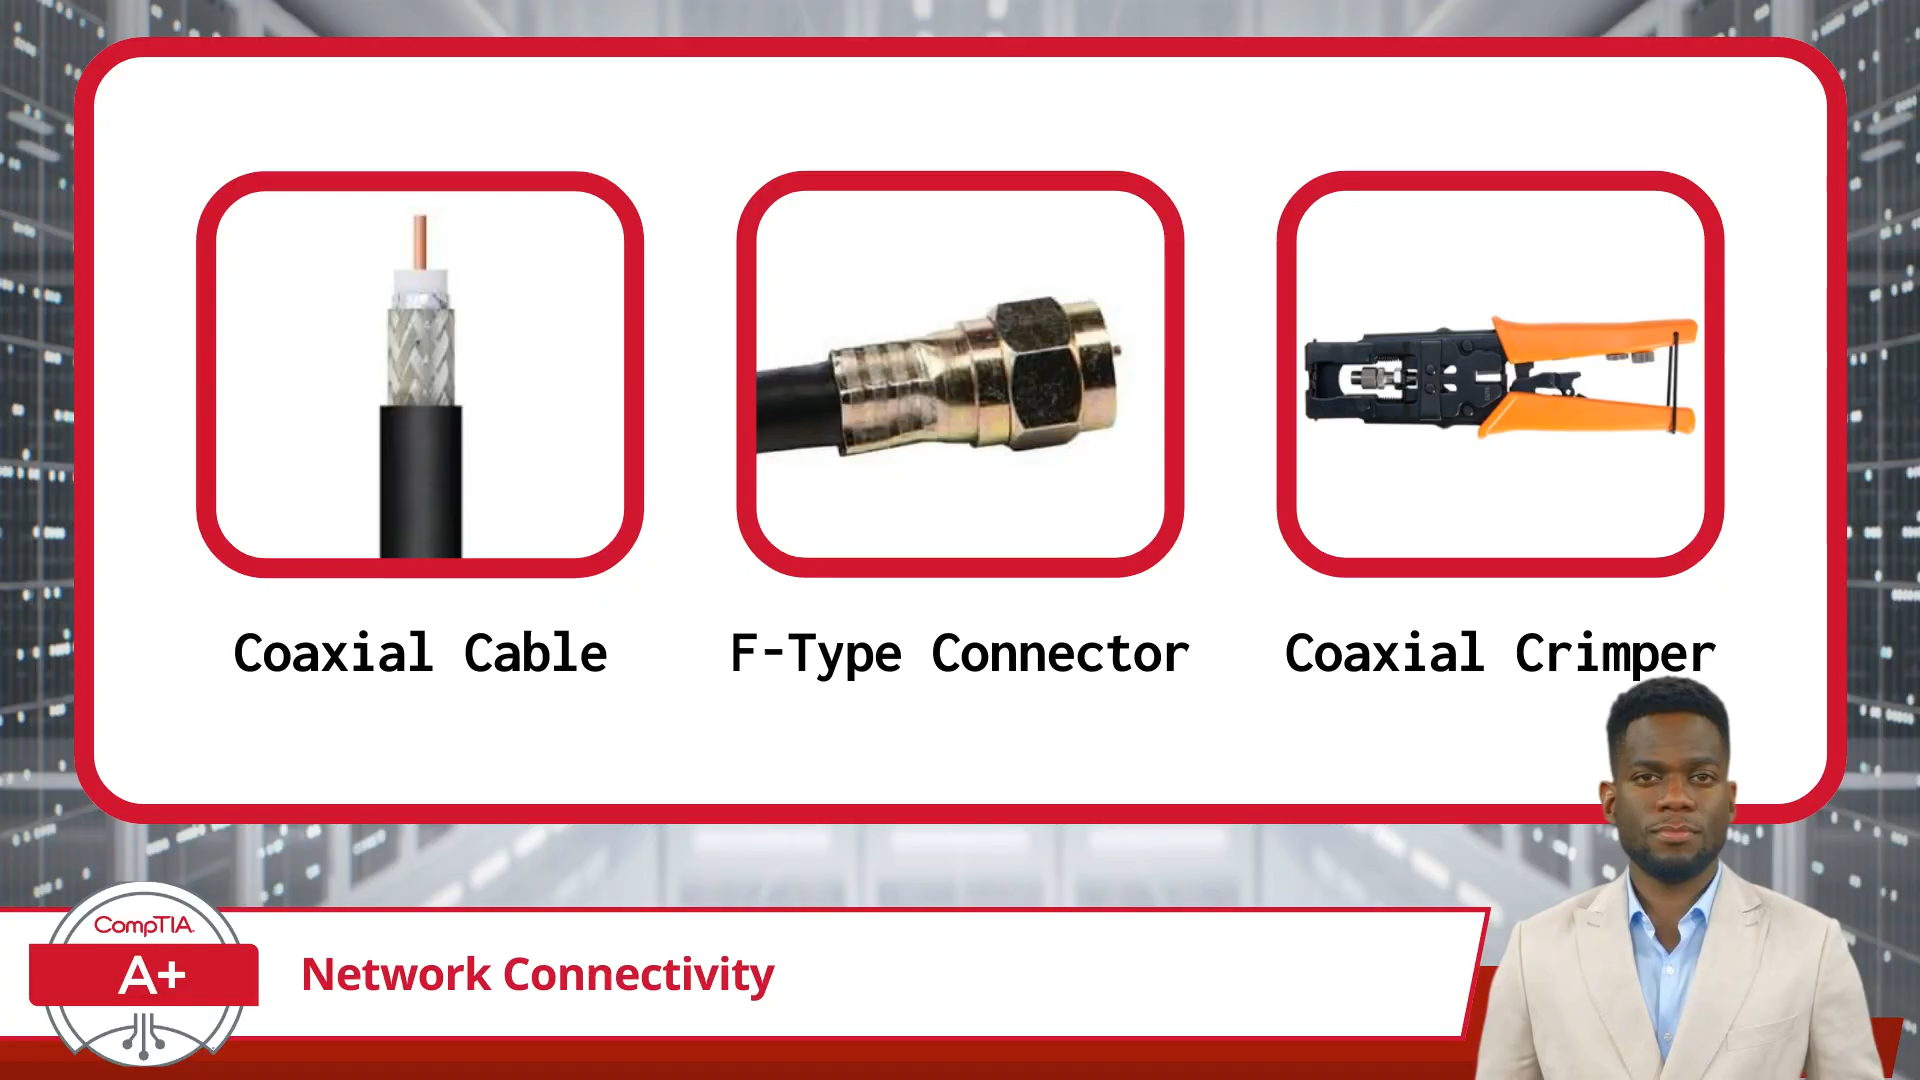 Coaxial Cable
F-Type Connector
Coaxial Crimper
CompTIA.
A+
Network Connectivity